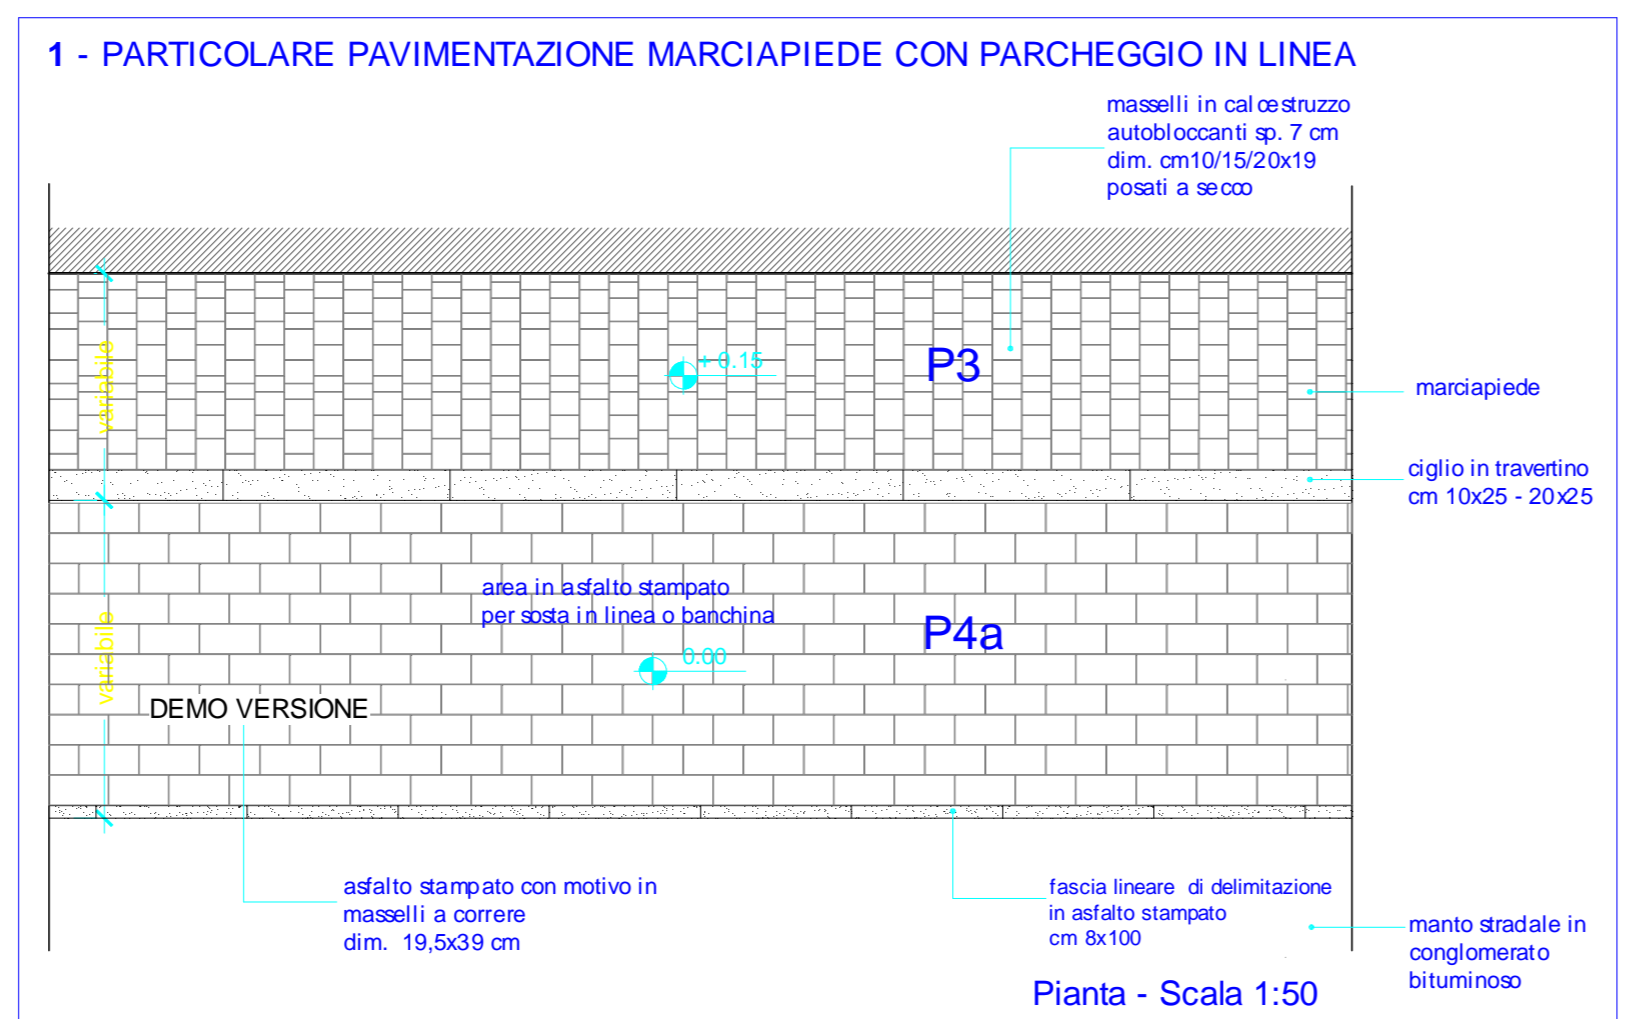 1 - PARTICOLARE PAVIMENTAZIONE MARCIAPIEDE CON PARCHEGGIO IN LINEA
masselli in calcestruzzo
autobloccanti sp. 7 cm
dim. cm10/15/20x19
posati a secco
variabile
+ 0.15
P3
marciapiede
ciglio in travertino
cm 10x25 - 20x25
area in asfalto stampato
per sosta in linea o banchina
P4a
variabile
0.00
DEMO VERSIONE
asfalto stampato con motivo in
masselli a correre
dim. 19,5x39 cm
fascia lineare di delimitazione
in asfalto stampato
cm 8x100
manto stradale in
conglomerato
bituminoso
Pianta - Scala 1:50